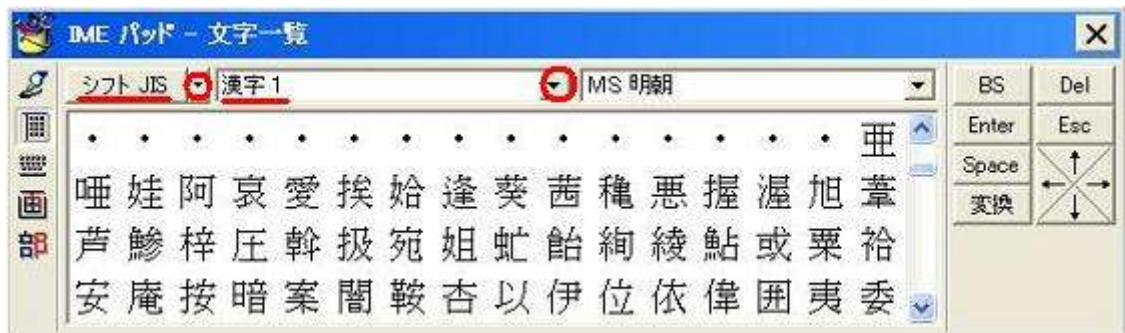 IME パッド - 文字一覧
シフト JIS 漢字 1 MS 明朝 BS Del
・ ・ ・ ・ ・ ・ ・ ・ ・ ・ ・ ・ ・ ・ ・ 亜 Enter Esc
唖 娃 阿 哀 愛 挨 姶 逢 葵 茜 穐 悪 握 渥 旭 葦 Space ↑ ← → ↓
画 芦 鯵 梓 圧 斡 扱 宛 姐 虻 飴 絢 綾 鮎 或 粟 袷 変換
部 安 庵 按 暗 案 闇 鞍 杏 以 伊 位 依 偉 囲 夷 委